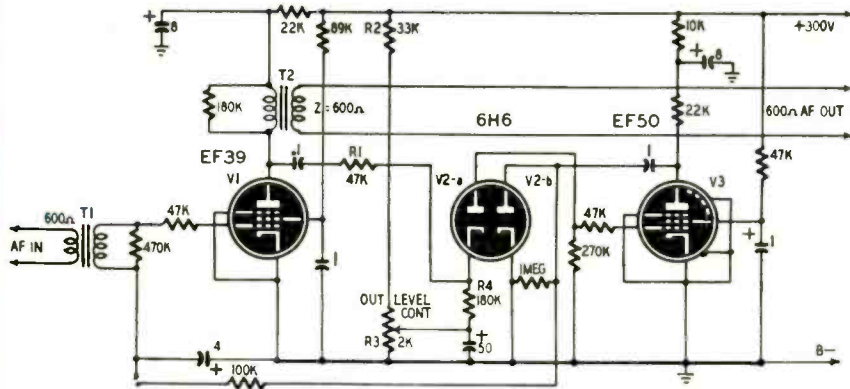 +
8
22K
89K
R2
33K
10K
+
8
+300V
T2
180K
Z=600Ω
6H6
EF50
22K
600Ω AF OUT
EF39
.1
R1
47K
1
47K
V1
V2-a
V2-b
V3
600Ω
T1
47K
AF IN
470K
47K
270K
1
1MEG
+
1
OUT LEVEL
CONT
R4
180K
R3
2K
+
50
4
+
100K
B–